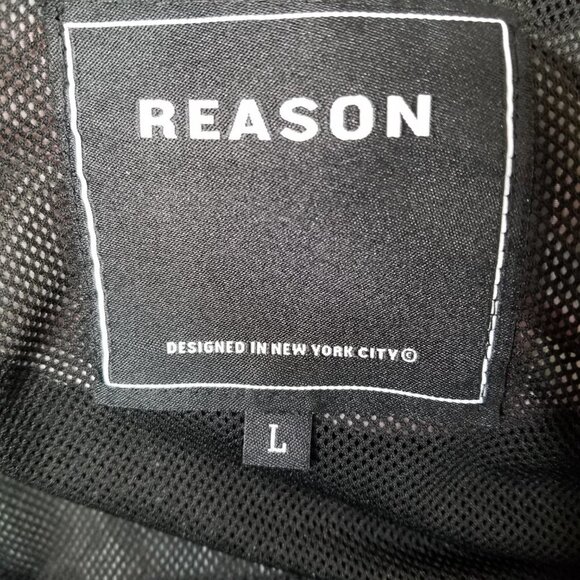 REASON
DESIGNED IN NEW YORK CITY ©
L